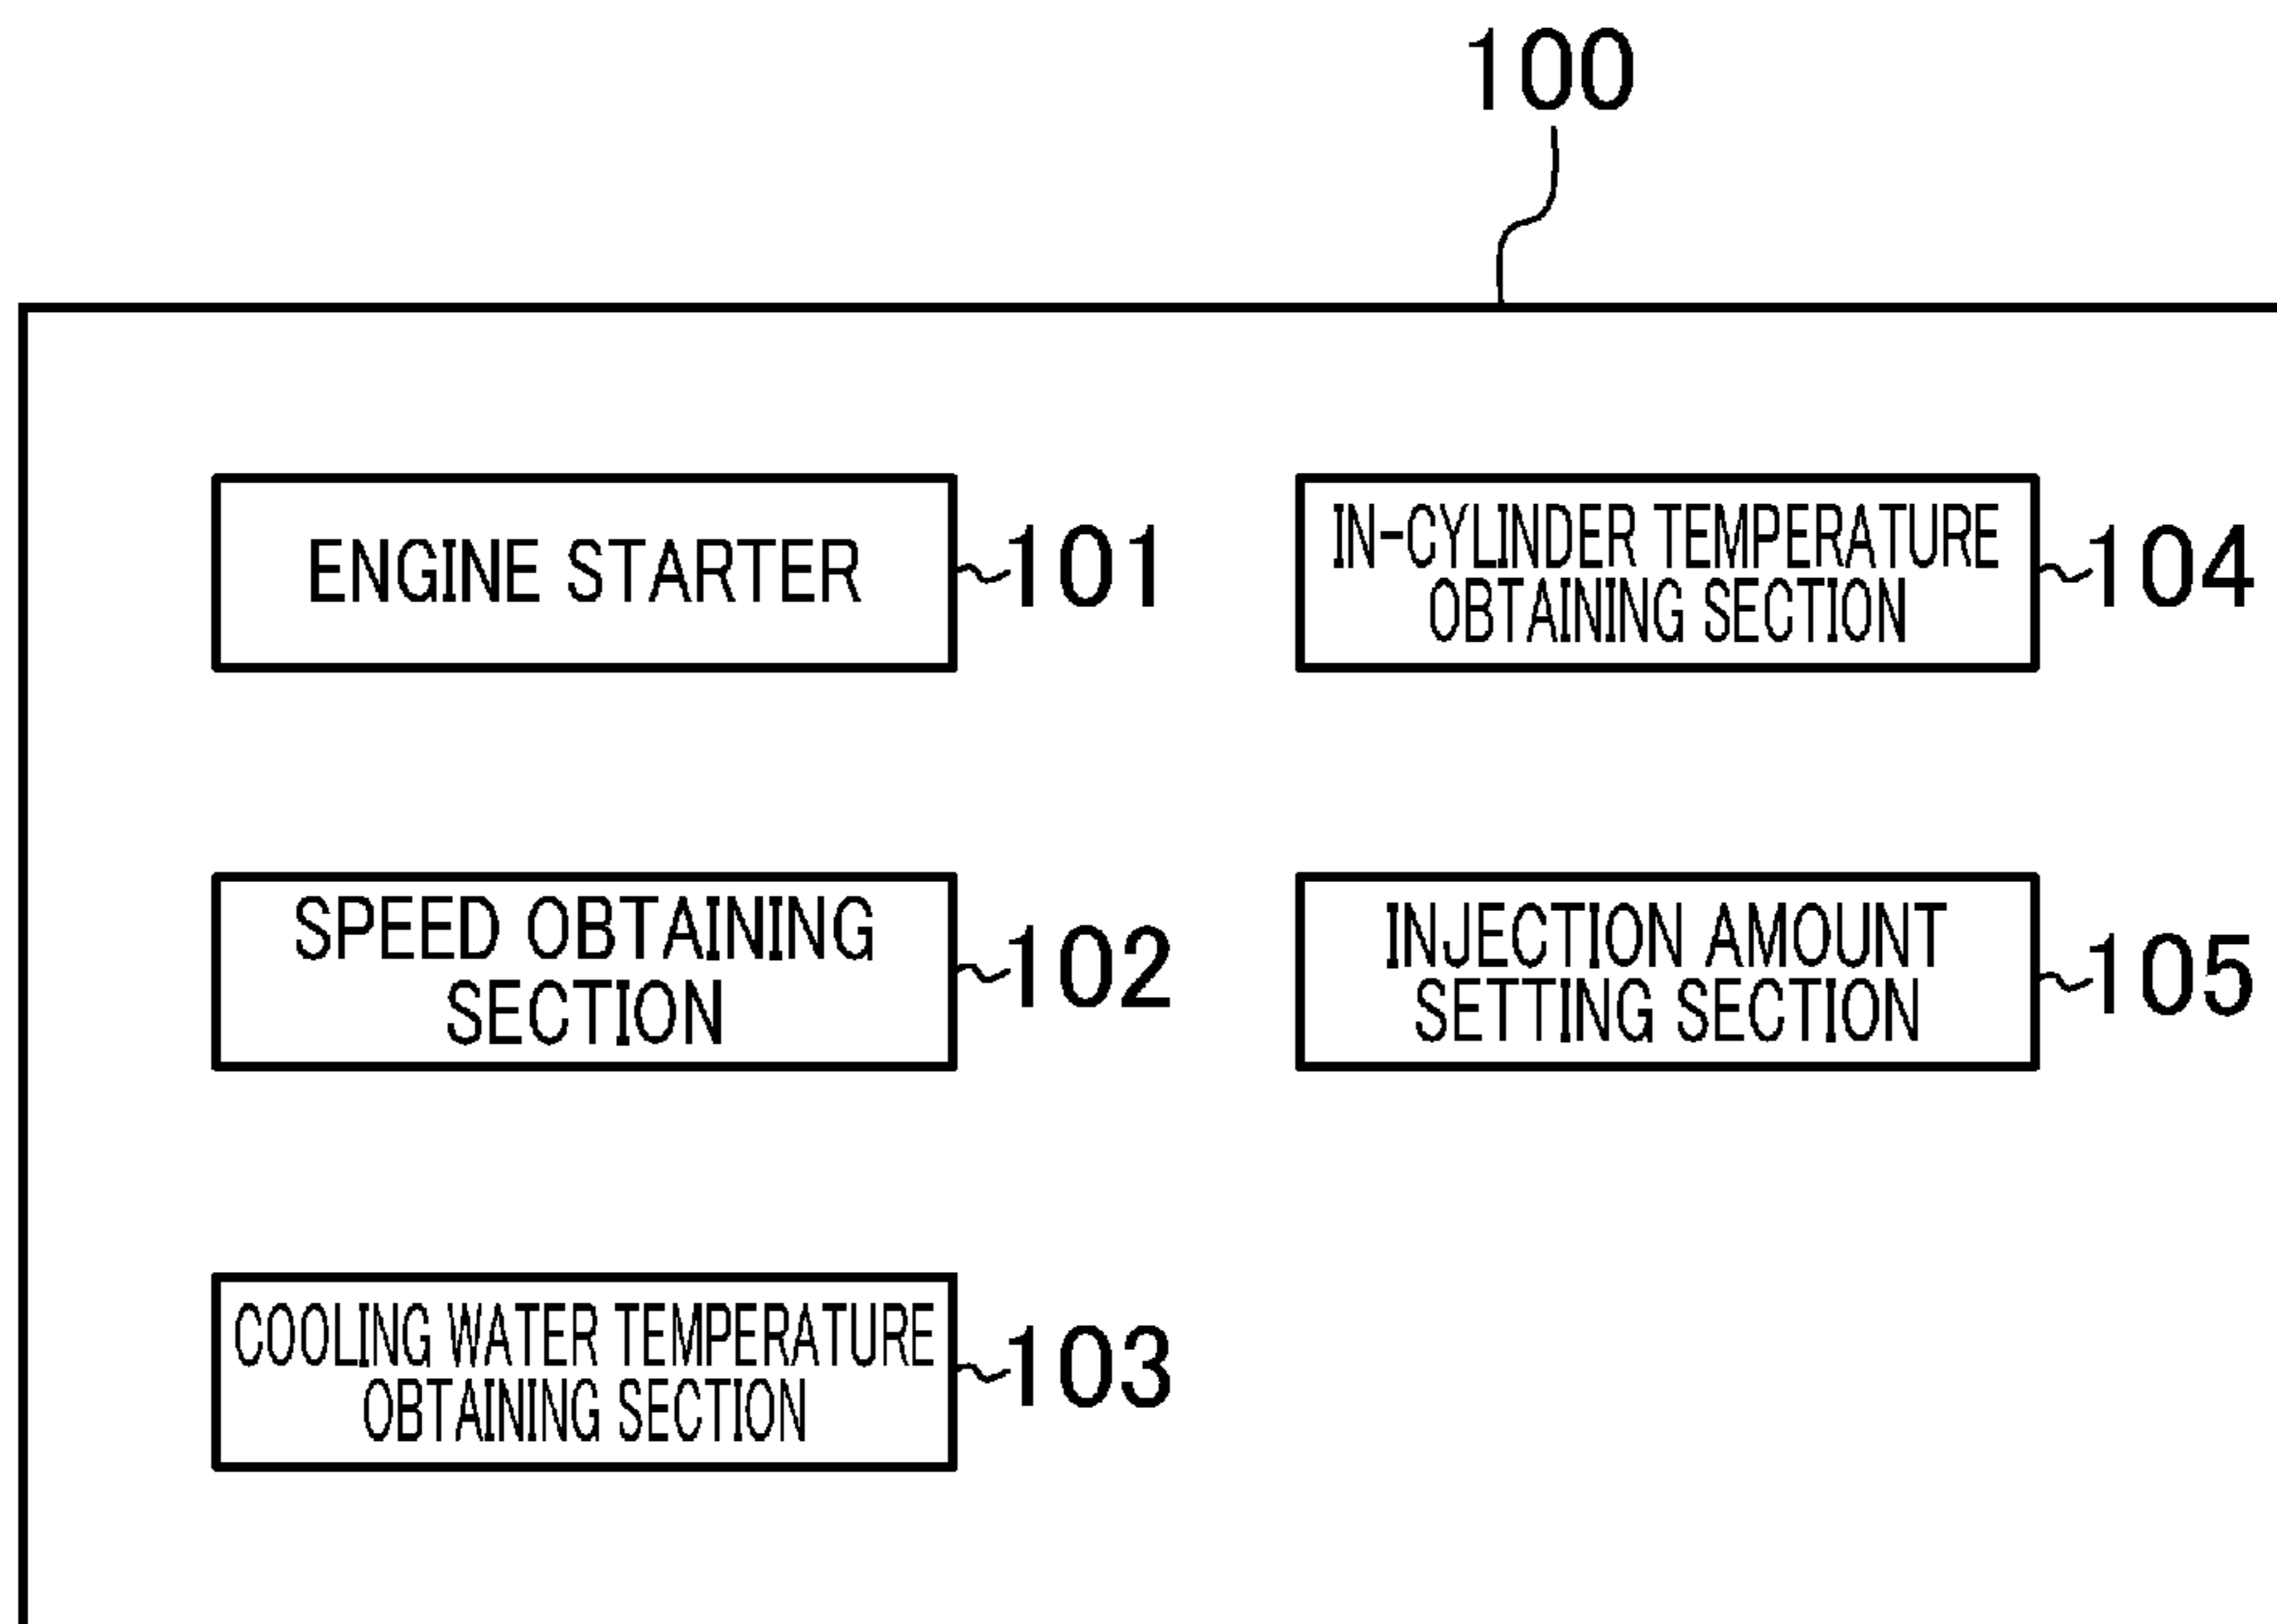 100
ENGINE STARTER
101
SPEED OBTAINING
SECTION
102
COOLING WATER TEMPERATURE
OBTAINING SECTION
103
IN-CYLINDER TEMPERATURE
OBTAINING SECTION
104
INJECTION AMOUNT
SETTING SECTION
105